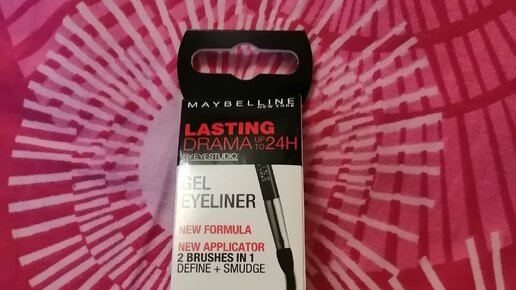 MAYBELLINE
NEW YORK
LASTING
DRAMA UP TO 24H
BY EYESTUDIO
GEL
EYELINER
NEW FORMULA
NEW APPLICATOR
2 BRUSHES IN 1
DEFINE + SMUDGE